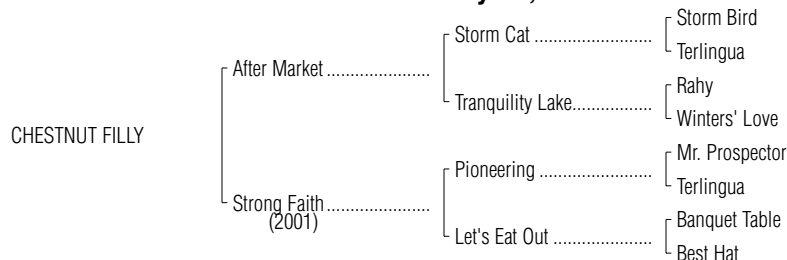 Storm Bird
Storm Cat ......................
Terlingua
After Market ......................
Rahy
Tranquility Lake.................
Winters' Love
CHESTNUT FILLY
Mr. Prospector
Pioneering ......................
Terlingua
Strong Faith ......................
(2001)
Banquet Table
Let's Eat Out ......................
Best Hat